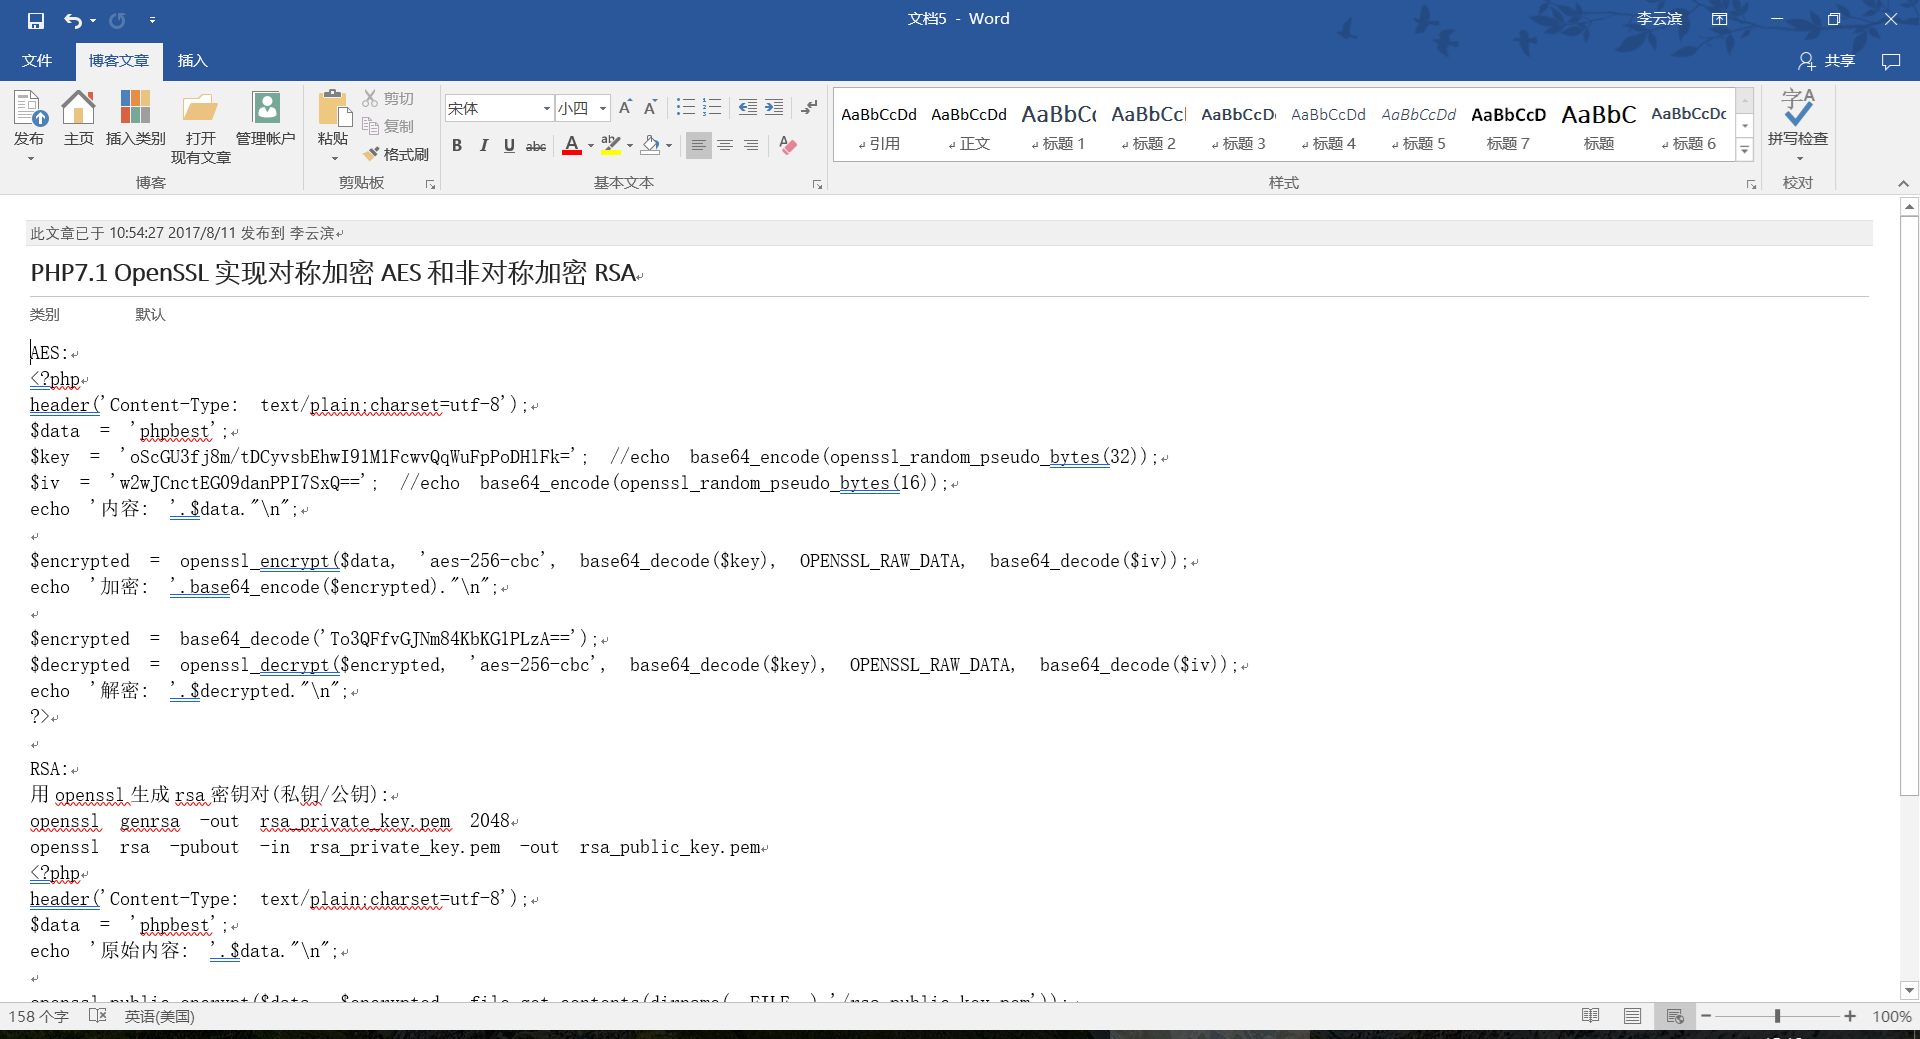 文档5 - Word
李云滨
文件 博客文章 插入
共享
发布 主页 插入类别 打开 现有文章 管理帐户
博客
粘贴 剪切 复制 格式刷
剪贴板
宋体 小四
B I U abc A
基本文本
AaBbCcDd AaBbCcDd AaBbCc AaBbCcl AaBbCcD AaBbCcDd AaBbCcDd AaBbCcD AaBbC AaBbCcDc
引用 正文 标题 1 标题 2 标题 3 标题 4 标题 5 标题 7 标题 标题 6
样式
拼写检查
校对
此文章已于 10:54:27 2017/8/11 发布到 李云滨
PHP7.1 OpenSSL 实现对称加密 AES 和非对称加密 RSA
类别 默认
AES:
<?php
header('Content-Type: text/plain;charset=utf-8');
$data = 'phpbest';
$key = 'oScGU3fj8m/tDCyvsbEhwI91M1FcwvQqWuFpPoDHlFk='; //echo base64_encode(openssl_random_pseudo_bytes(32));
$iv = 'w2wJCnctEG09danPPI7SxQ=='; //echo base64_encode(openssl_random_pseudo_bytes(16));
echo '内容: '.$data."\n";
$encrypted = openssl_encrypt($data, 'aes-256-cbc', base64_decode($key), OPENSSL_RAW_DATA, base64_decode($iv));
echo '加密: '.base64_encode($encrypted)."\n";
$encrypted = base64_decode('To3QFfvGJNm84KbKG1PLzA==');
$decrypted = openssl_decrypt($encrypted, 'aes-256-cbc', base64_decode($key), OPENSSL_RAW_DATA, base64_decode($iv));
echo '解密: '.$decrypted."\n";
?>
RSA:
用 openssl 生成 rsa 密钥对(私钥/公钥):
openssl genrsa -out rsa_private_key.pem 2048
openssl rsa -pubout -in rsa_private_key.pem -out rsa_public_key.pem
<?php
header('Content-Type: text/plain;charset=utf-8');
$data = 'phpbest';
echo '原始内容: '.$data."\n";
openssl_public_encrypt($data, $encrypted, file_get_contents(dirname(__FILE__).'/rsa_public_key.pem'));
158 个字 英语(美国) 100%